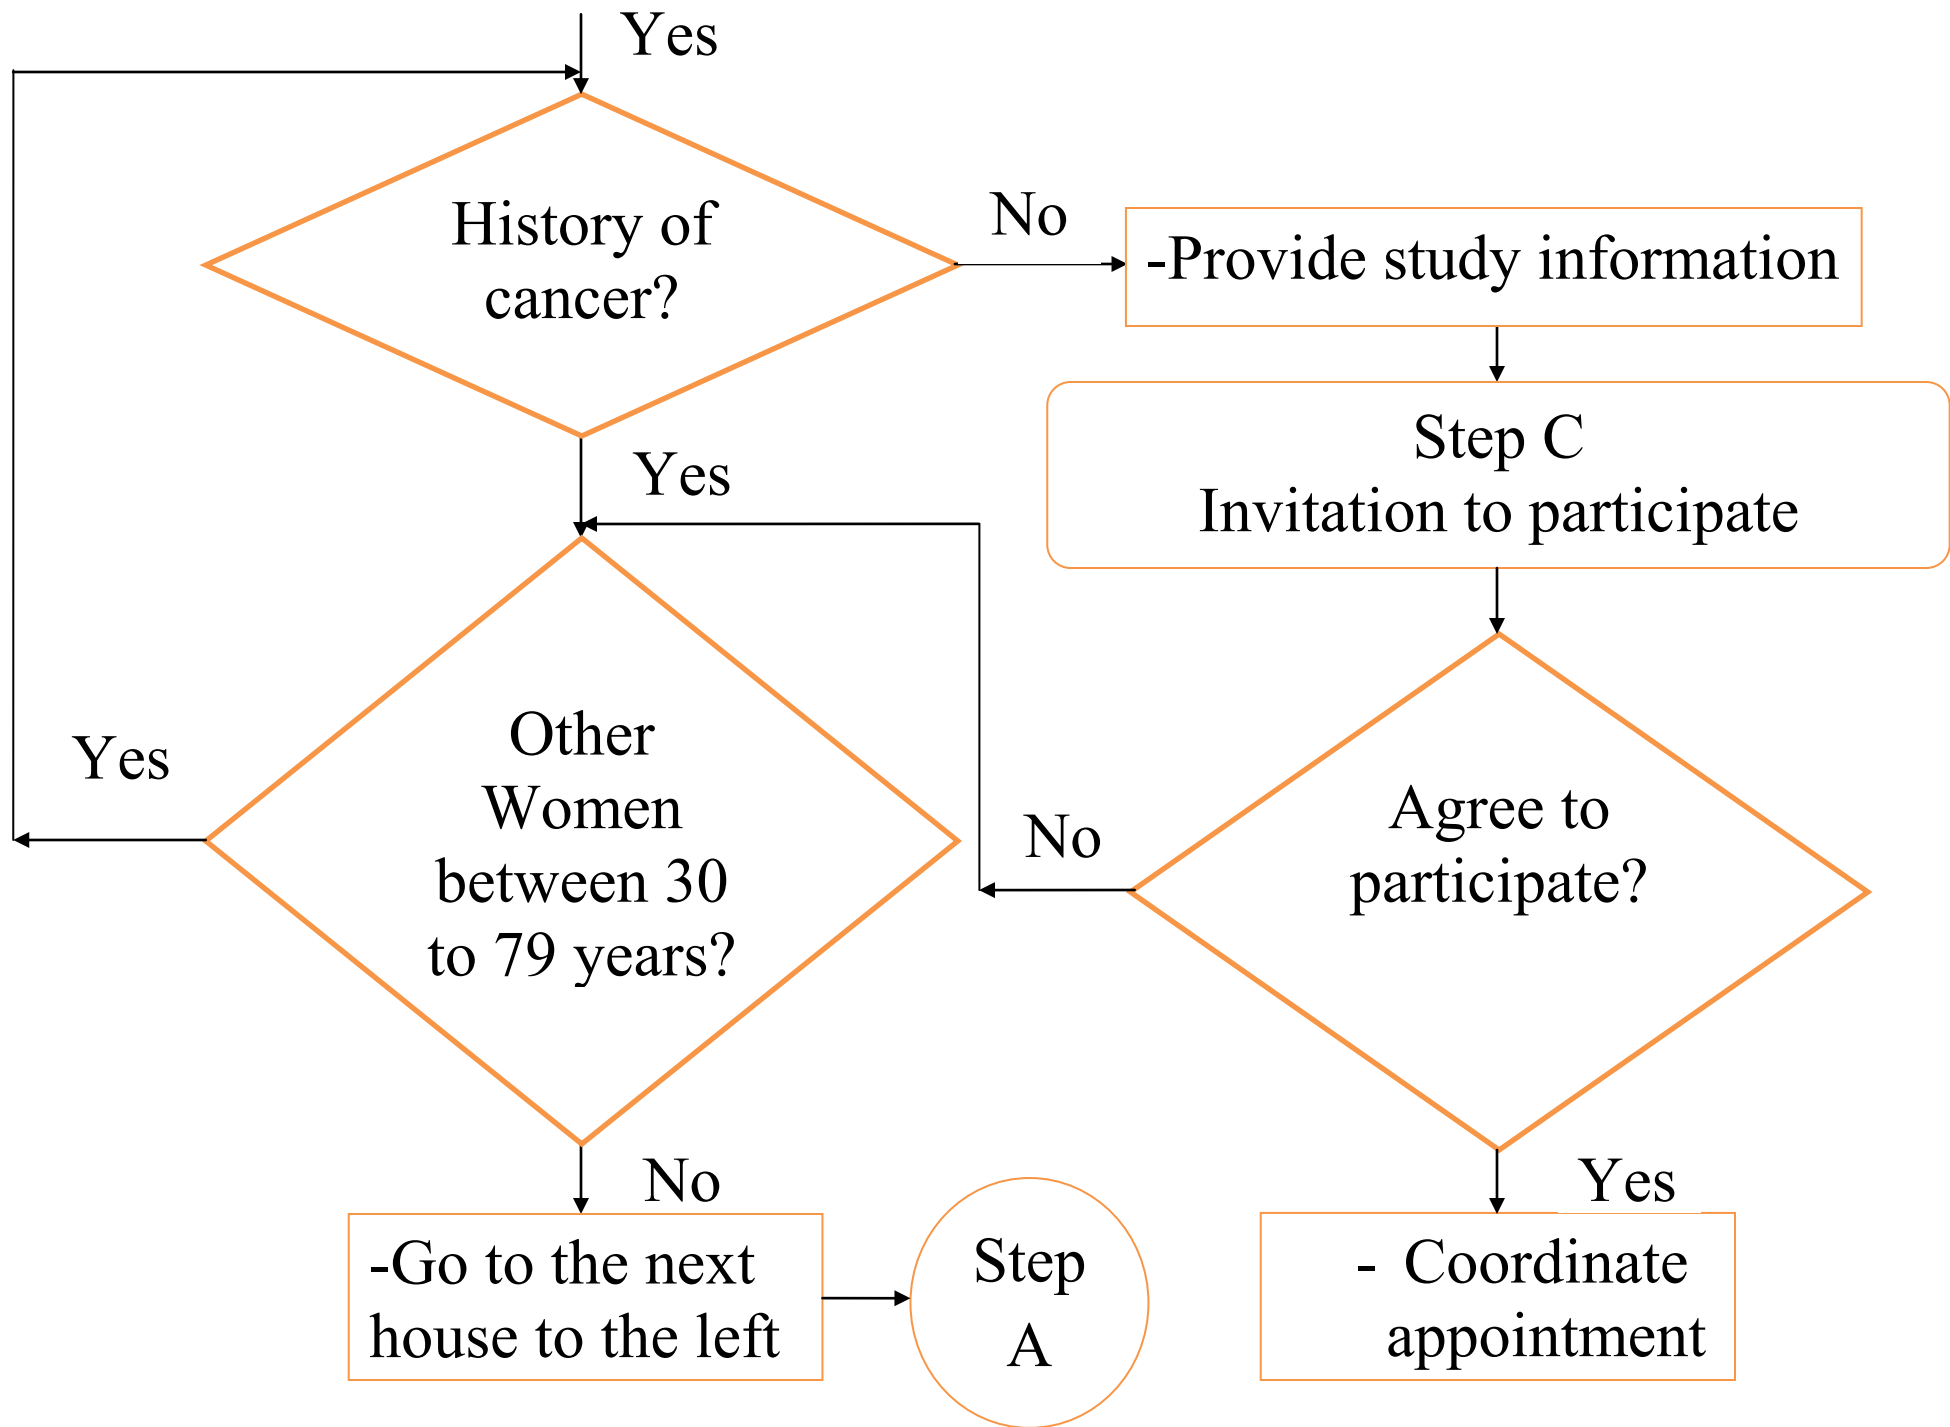 Yes
History of
cancer?
No
-Provide study information
Step C
Invitation to participate
Yes
Other
Women
between 30
to 79 years?
Yes
Agree to
participate?
No
No
-Go to the next
house to the left
Step
A
Yes
- Coordinate
appointment